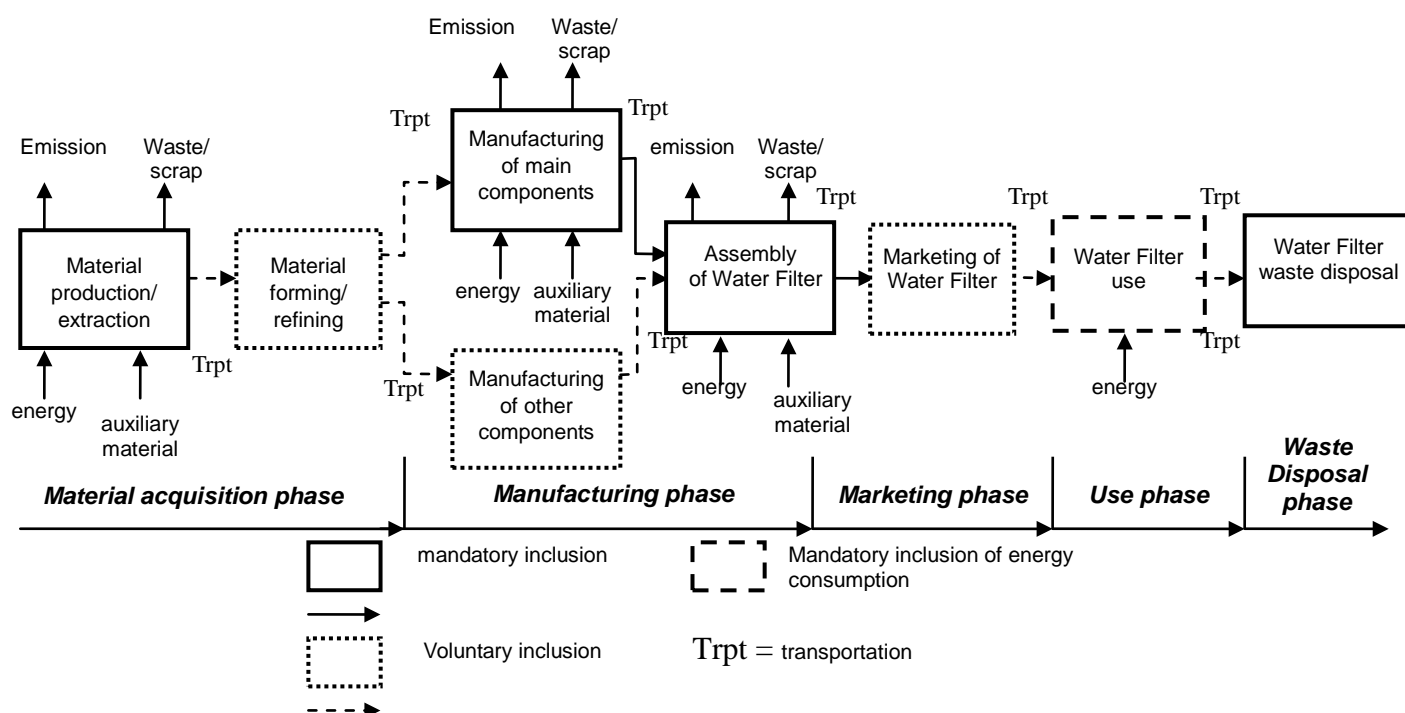 Emission
Waste/
scrap
Trpt
Trpt
Manufacturing
of main
components
Emission
Waste/
scrap
emission
Waste/
scrap
Trpt
Trpt
Trpt
Material
production/
extraction
Material
forming/
refining
energy
auxiliary
material
Assembly
of Water Filter
Marketing of
Water Filter
Water Filter
use
Water Filter
waste disposal
Trpt
Trpt
Trpt
Trpt
energy
auxiliary
material
Manufacturing
of other
components
energy
auxiliary
material
energy
Material acquisition phase
Manufacturing phase
Marketing phase
Use phase
Waste
Disposal
phase
mandatory inclusion
Mandatory inclusion of energy
consumption
Voluntary inclusion
Trpt = transportation